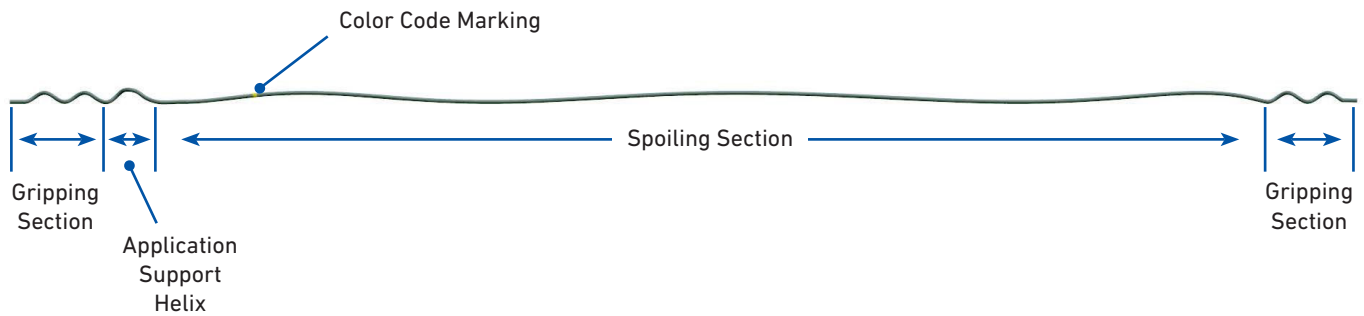 Color Code Marking
Spoiling Section
Gripping
Section
Application
Support
Helix
Gripping
Section